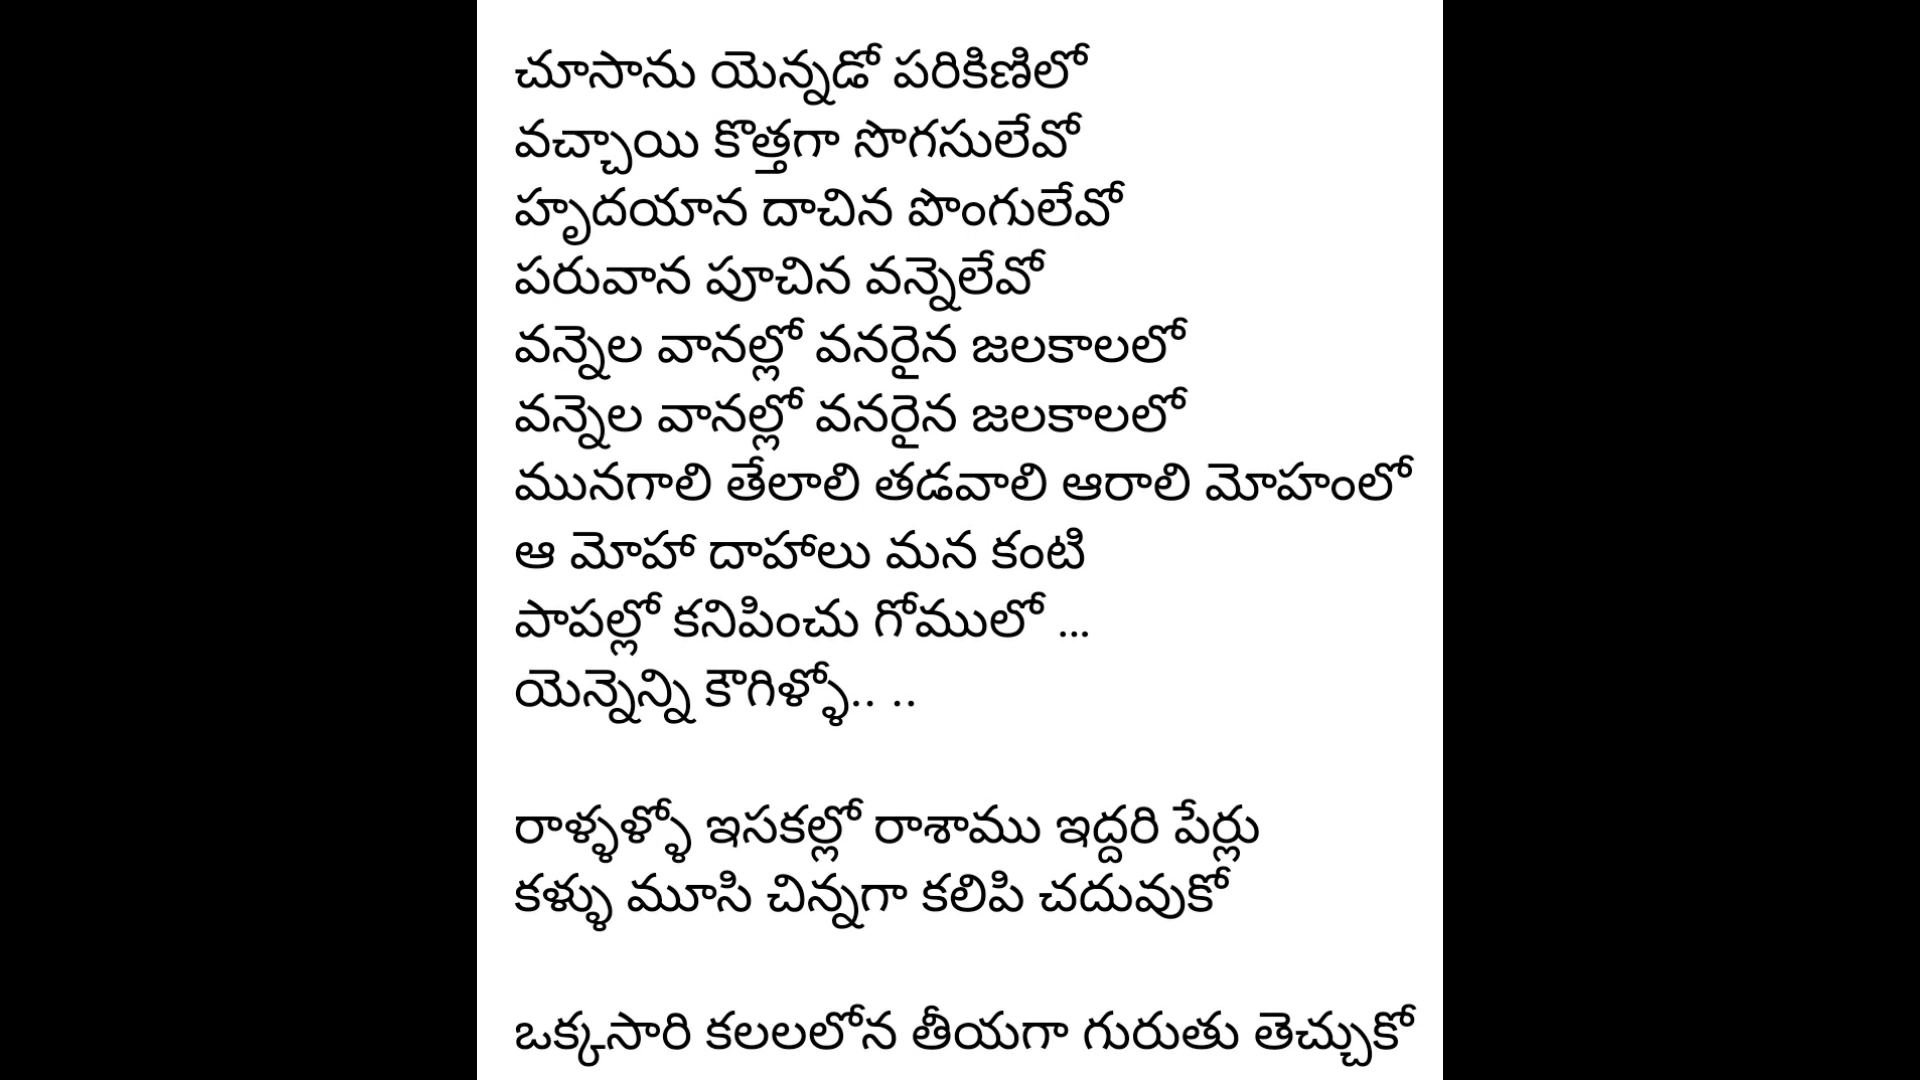 చూసాను యెన్నడో పరికిణిలో
వచ్చాయి కొత్తగా సొగసులేవో
హృదయాన దాచిన పొంగులేవో
పరువాన పూచిన వన్నెలేవో
వన్నెల వానల్లో వనరైన జలకాలలో
వన్నెల వానల్లో వనరైన జలకాలలో
మునగాలి తేలాలి తడవాలి ఆరాలి మోహంలో
ఆ మోహా దాహాలు మన కంటి
పాపల్లో కనిపించు గోములో ...
యెన్నెన్ని కౌగిళ్ళో.. ..
రాళ్ళళ్ళో ఇసకల్లో రాశాము ఇద్దరి పేర్లు
కళ్ళు మూసి చిన్నగా కలిపి చదువుకో
ఒక్కసారి కలలలోన తీయగా గురుతు తెచ్చుకో